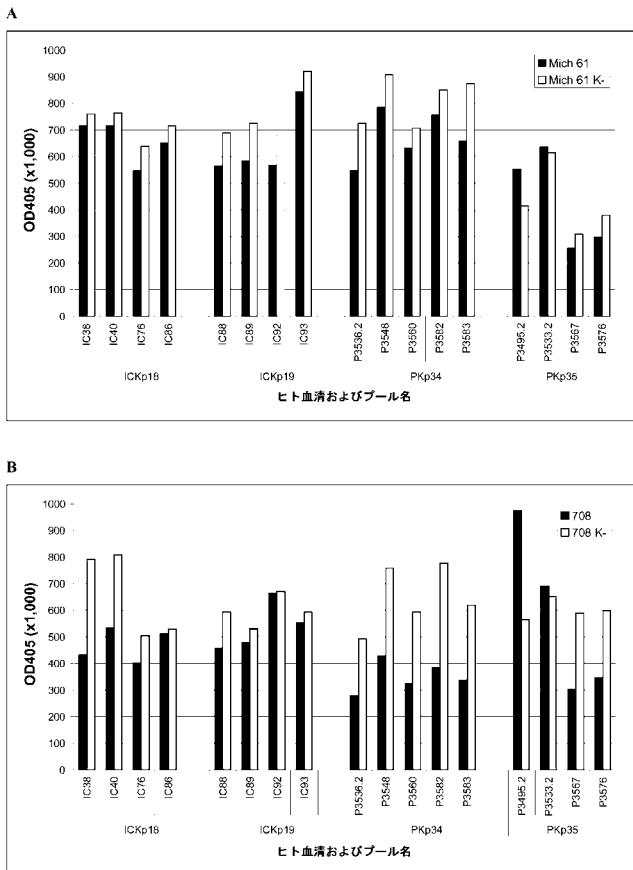 A
1000
900
800
700
600
500
400
300
200
100
0
OD405 (x1,000)
Mich 61
Mich 61 K-
IC38
IC40
IC76
IC86
IC88
IC89
IC92
IC93
P3536.2
P3548
P3560
P3582
P3583
P3495.2
P3533.2
P3567
P3576
ICKp18
ICKp19
PKp34
PKp35
ヒト血清およびプール名
B
1000
900
800
700
600
500
400
300
200
100
0
OD405 (x1,000)
708
708 K-
IC38
IC40
IC76
IC86
IC88
IC89
IC92
IC93
P3536.2
P3548
P3560
P3582
P3583
P3495.2
P3533.2
P3567
P3576
ICKp18
ICKp19
PKp34
PKp35
ヒト血清およびプール名